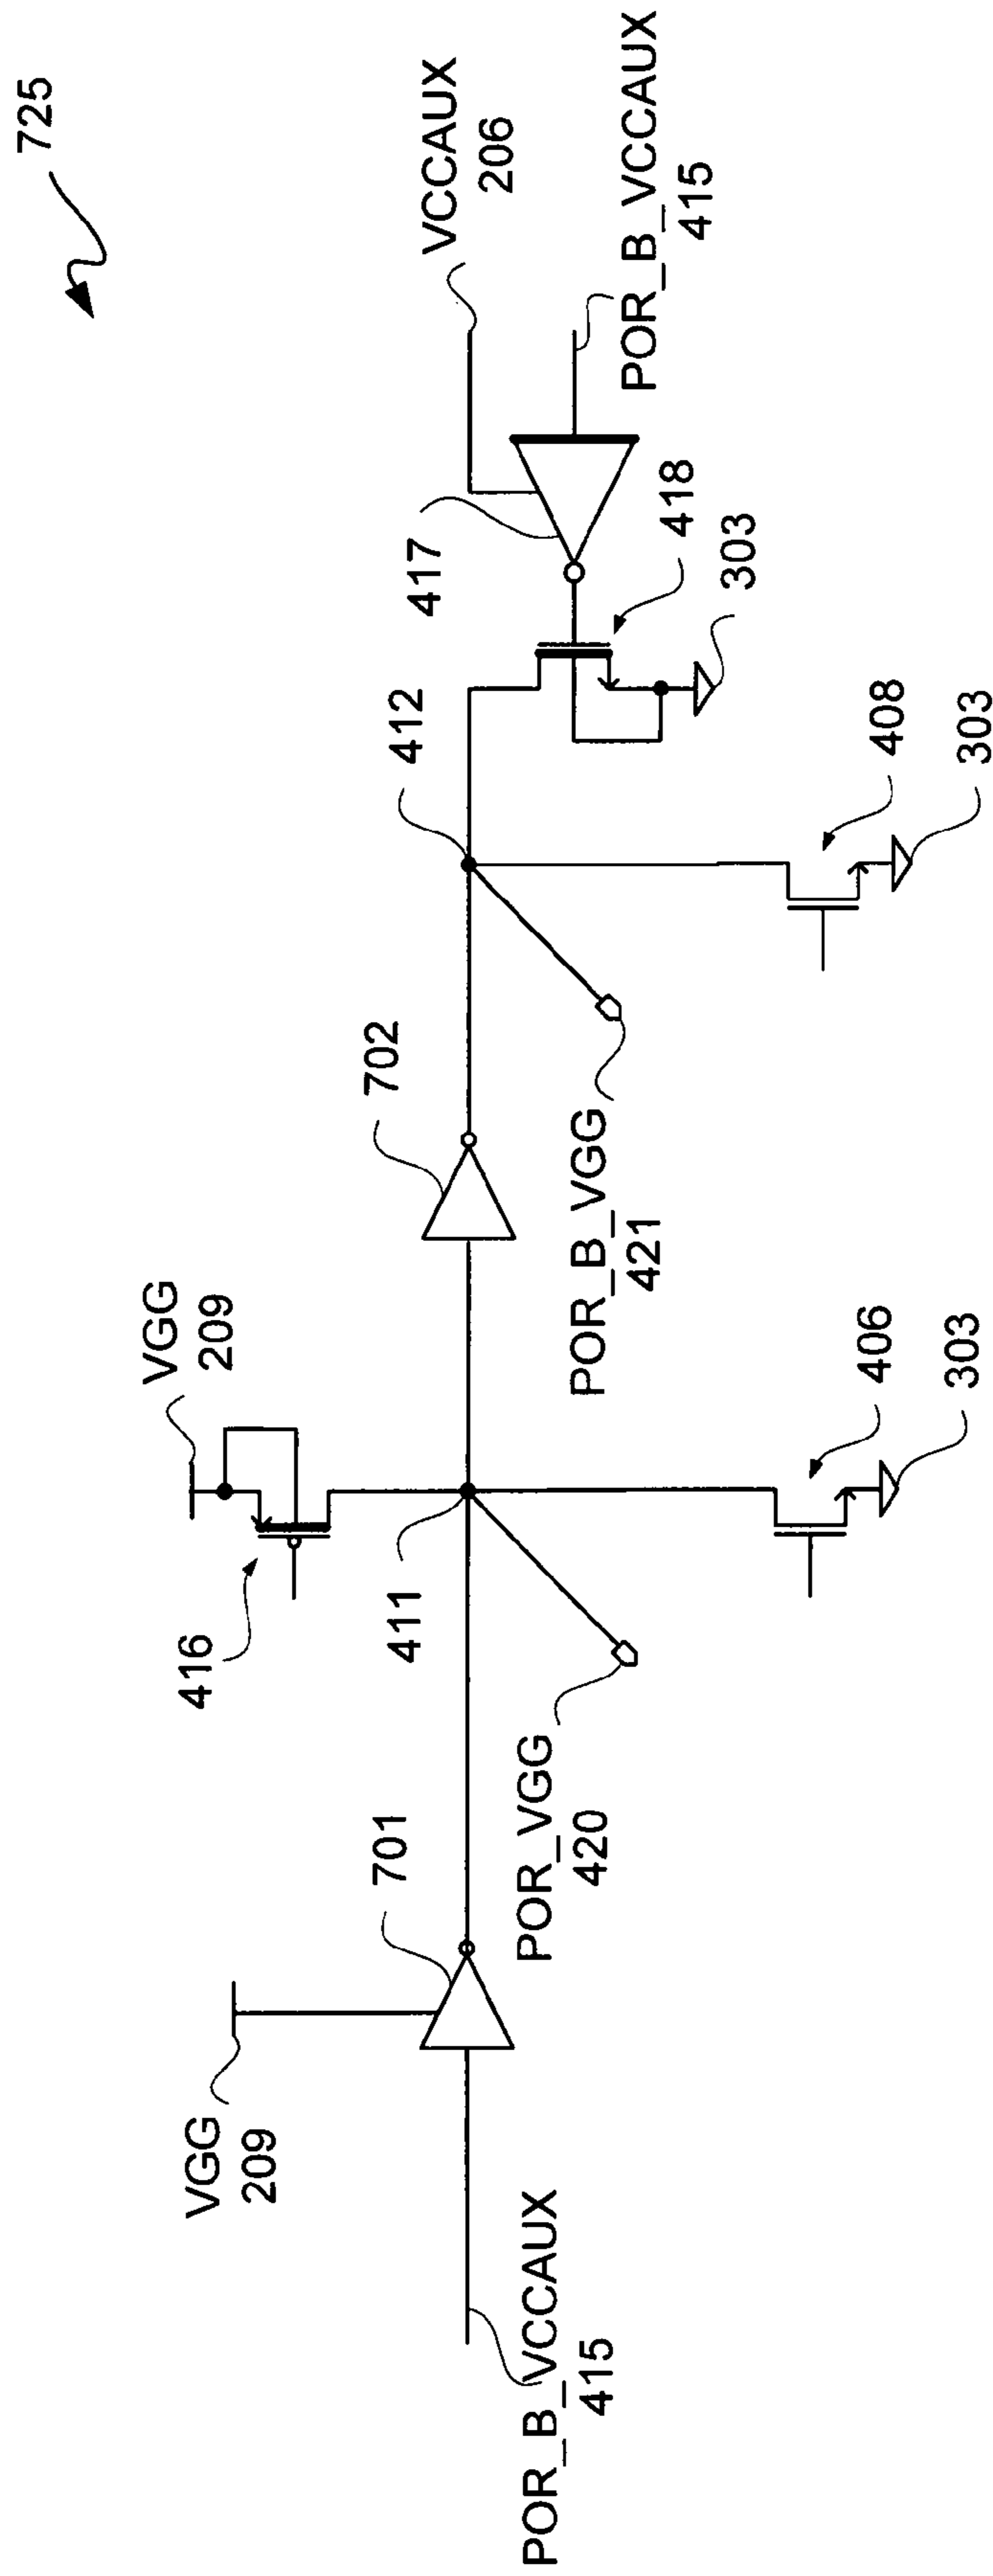 725
VCCAUX
206
POR_B_VCCAUX
415
417
418
303
412
408
303
702
POR_B_VGG
421
VGG
209
416
411
406
303
POR_VGG
420
701
VGG
209
POR_B_VCCAUX
415